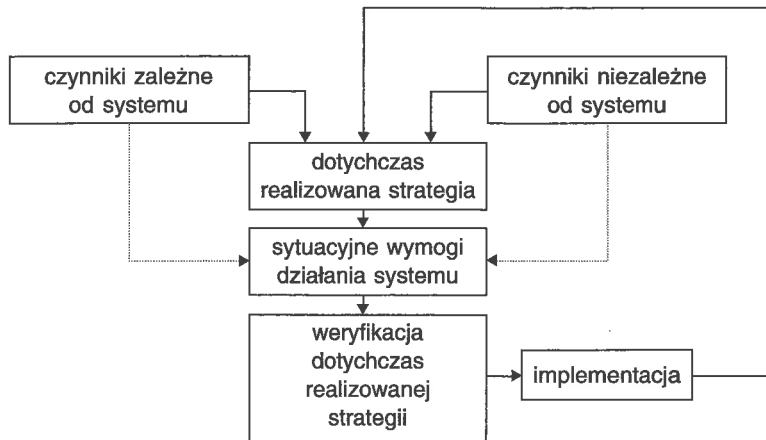 czynniki zależne
od systemu
czynniki niezależne
od systemu
dotychczas
realizowana strategia
sytuacyjne wymogi
działania systemu
weryfikacja
dotychczas
realizowanej
strategii
implementacja